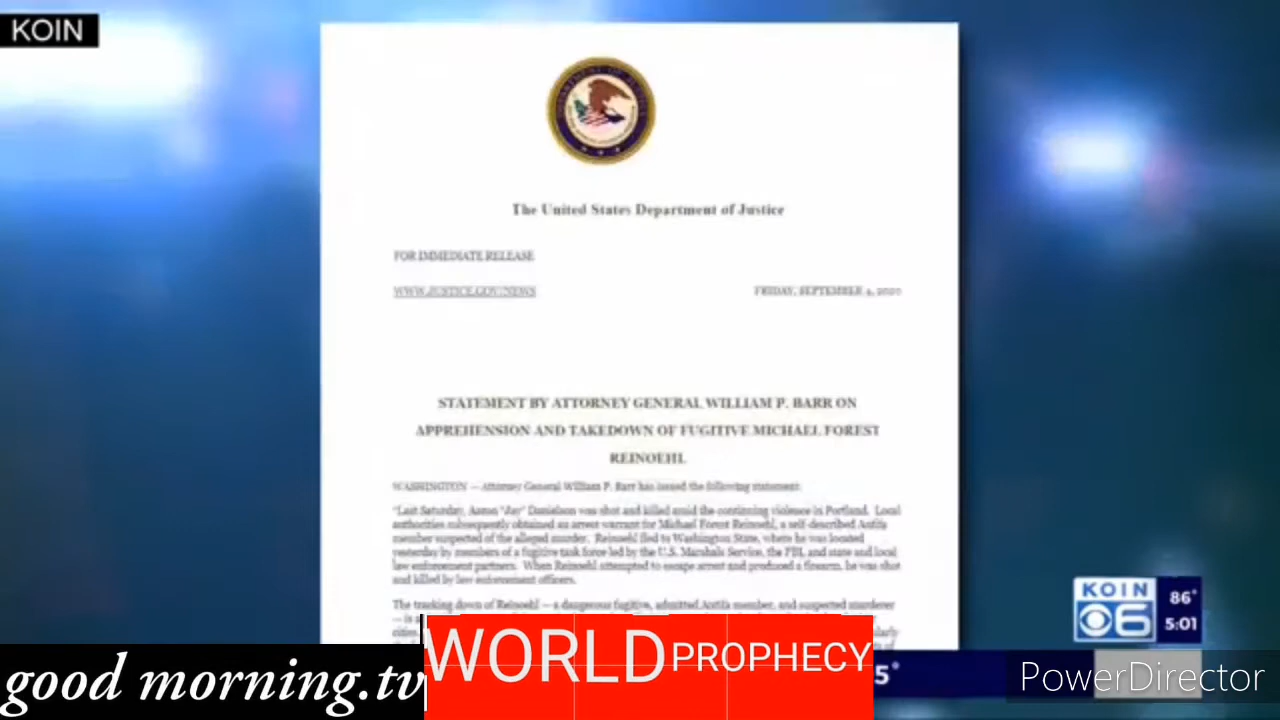 KOIN
The United States Department of Justice
FOR IMMEDIATE RELEASE
WWW.JUSTICE.GOV/NEWS
FRIDAY, SEPTEMBER 4, 2020
STATEMENT BY ATTORNEY GENERAL WILLIAM P. BARR ON
APPREHENSION AND TAKEDOWN OF FUGITIVE MICHAEL FOREST
REINOEHL
WASHINGTON — Attorney General William P. Barr has issued the following statement:
"Last Saturday, Aaron "Jay" Danielson was shot and killed amid the continuing violence in Portland. Local
authorities subsequently obtained an arrest warrant for Michael Forest Reinoehl, a self-described Antifa
member suspected of the alleged murder. Reinoehl fled to Washington State, where he was located
yesterday by members of a fugitive task force led by the U.S. Marshals Service, the FBI, and state and local
law enforcement partners. When Reinoehl attempted to escape arrest and produced a firearm, he was shot
and killed by law enforcement officers.
The tracking down of Reinoehl — a dangerous fugitive, admitted Antifa member, and suspected murderer
— is a
cities.
KOIN
6
86°
5:01
good morning.tv
WORLD PROPHECY
5°
PowerDirector